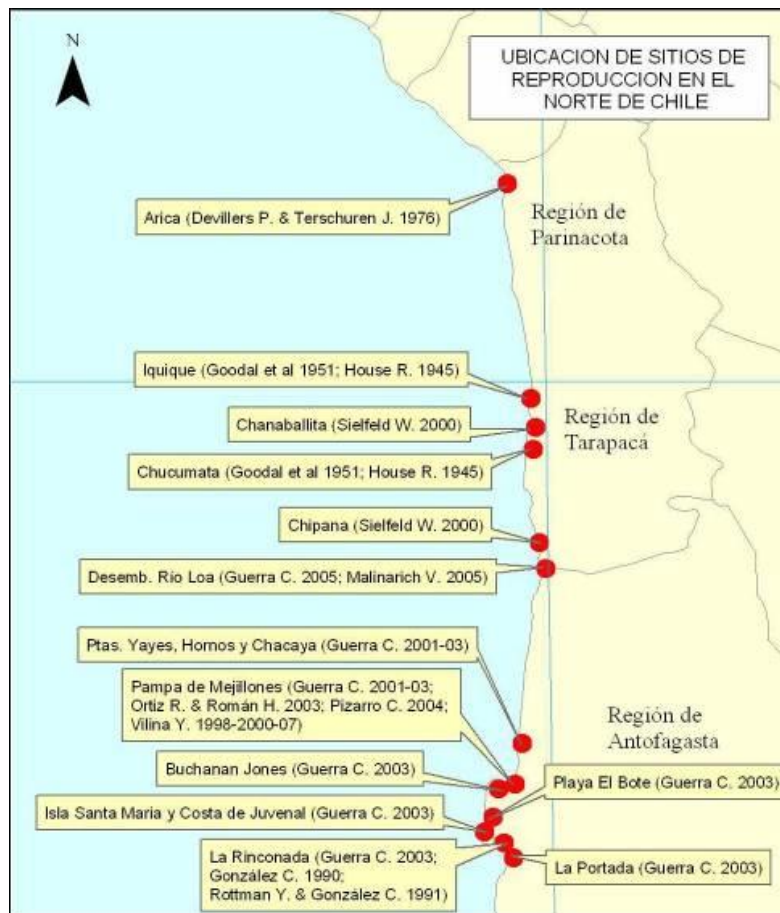 N
UBICACION DE SITIOS DE
REPRODUCCION EN EL
NORTE DE CHILE
Arica (Devillers P. & Terschuren J. 1976)
Región de
Parinacota
Iquique (Goodal et al 1951; House R. 1945)
Chanaballita (Sielfeld W. 2000)
Región de
Tarapacá
Chucumata (Goodal et al 1951; House R. 1945)
Chipana (Sielfeld W. 2000)
Desemb. Río Loa (Guerra C. 2005; Malinarich V. 2005)
Ptas. Yayes, Hornos y Chacaya (Guerra C. 2001-03)
Pampa de Mejillones (Guerra C. 2001-03;
Ortiz R. & Román H. 2003; Pizarro C. 2004;
Vilina Y. 1998-2000-07)
Región de
Antofagasta
Buchanan Jones (Guerra C. 2003)
Playa El Bote (Guerra C. 2003)
Isla Santa Maria y Costa de Juvenal (Guerra C. 2003)
La Rinconada (Guerra C. 2003;
González C. 1990;
Rottman Y. & González C. 1991)
La Portada (Guerra C. 2003)